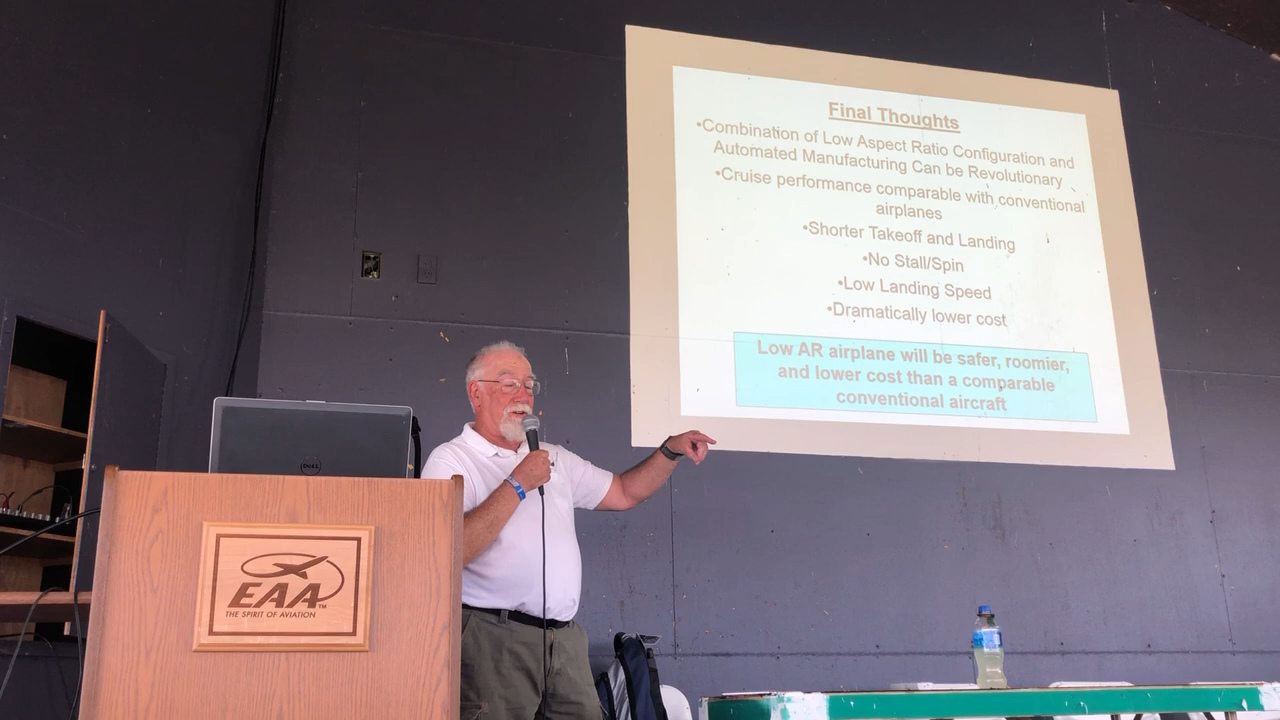 Final Thoughts
•Combination of Low Aspect Ratio Configuration and
Automated Manufacturing Can be Revolutionary
•Cruise performance comparable with conventional
airplanes
•Shorter Takeoff and Landing
•No Stall/Spin
•Low Landing Speed
•Dramatically lower cost
Low AR airplane will be safer, roomier,
and lower cost than a comparable
conventional aircraft
DELL
EAA™
THE SPIRIT OF AVIATION